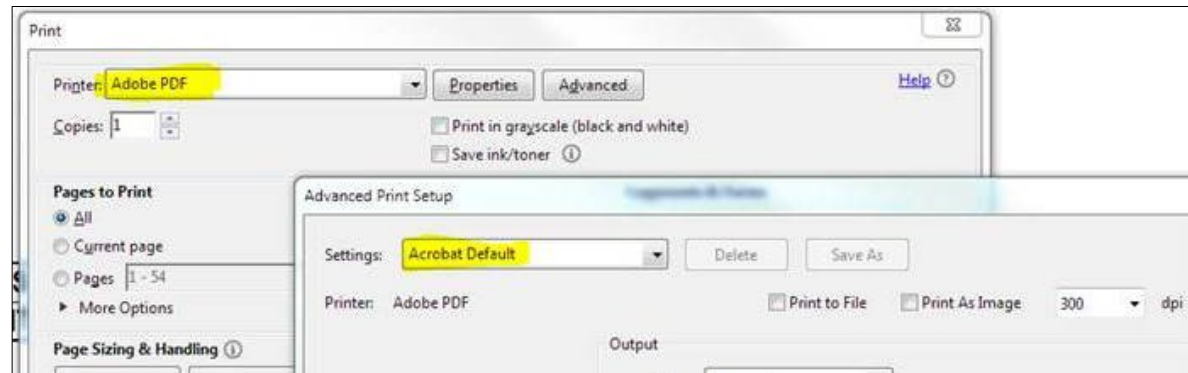 Print
Printer: Adobe PDF Properties Advanced Help
Copies: 1 Print in grayscale (black and white)
Save ink/toner
Pages to Print
All
Current page
Pages 1 - 54
More Options
Page Sizing & Handling
Advanced Print Setup
Settings: Acrobat Default Delete Save As
Printer: Adobe PDF Print to File Print As Image 300 dpi
Output